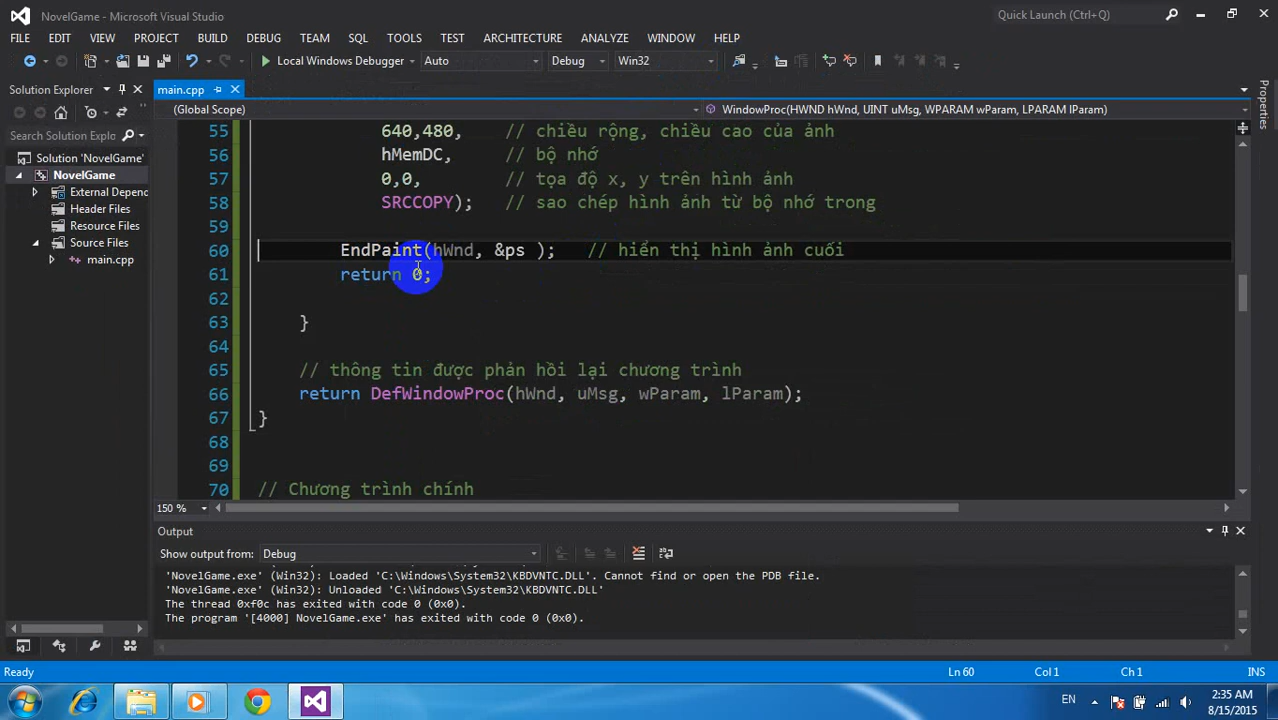 NovelGame - Microsoft Visual Studio
Quick Launch (Ctrl+Q)
FILE EDIT VIEW PROJECT BUILD DEBUG TEAM SQL TOOLS TEST ARCHITECTURE ANALYZE WINDOW HELP
Local Windows Debugger Auto Debug Win32
Solution Explorer
main.cpp
(Global Scope)
WindowProc(HWND hWnd, UINT uMsg, WPARAM wParam, LPARAM lParam)
Search Solution Explo
Solution 'NovelGame'
NovelGame
External Depend
Header Files
Resource Files
Source Files
main.cpp
55 640,480, // chiều rộng, chiều cao của ảnh
56 hMemDC, // bộ nhớ
57 0,0, // tọa độ x, y trên hình ảnh
58 SRCCOPY); // sao chép hình ảnh từ bộ nhớ trong
59
60 EndPaint(hWnd, &ps ); // hiển thị hình ảnh cuối
61 return 0;
62
63 }
64
65 // thông tin được phản hồi lại chương trình
66 return DefWindowProc(hWnd, uMsg, wParam, lParam);
67 }
68
69
70 // Chương trình chính
150 %
Output
Show output from: Debug
'NovelGame.exe' (Win32): Loaded 'C:\Windows\System32\KBDVNTC.DLL'. Cannot find or open the PDB file.
'NovelGame.exe' (Win32): Unloaded 'C:\Windows\System32\KBDVNTC.DLL'
The thread 0xf0c has exited with code 0 (0x0).
The program '[4000] NovelGame.exe' has exited with code 0 (0x0).
Ready
Ln 60 Col 1 Ch 1 INS
EN
2:35 AM
8/15/2015
Properties